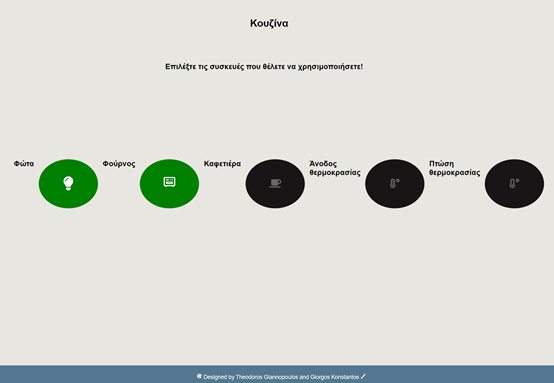 Κουζίνα
Επιλέξτε τις συσκευές που θέλετε να χρησιμοποιήσετε!
Φώτα
Φούρνος
Καφετιέρα
Άνοδος
θερμοκρασίας
Πτώση
θερμοκρασίας
Designed by Theodoros Giannopoulos and Giorgos Konstantos